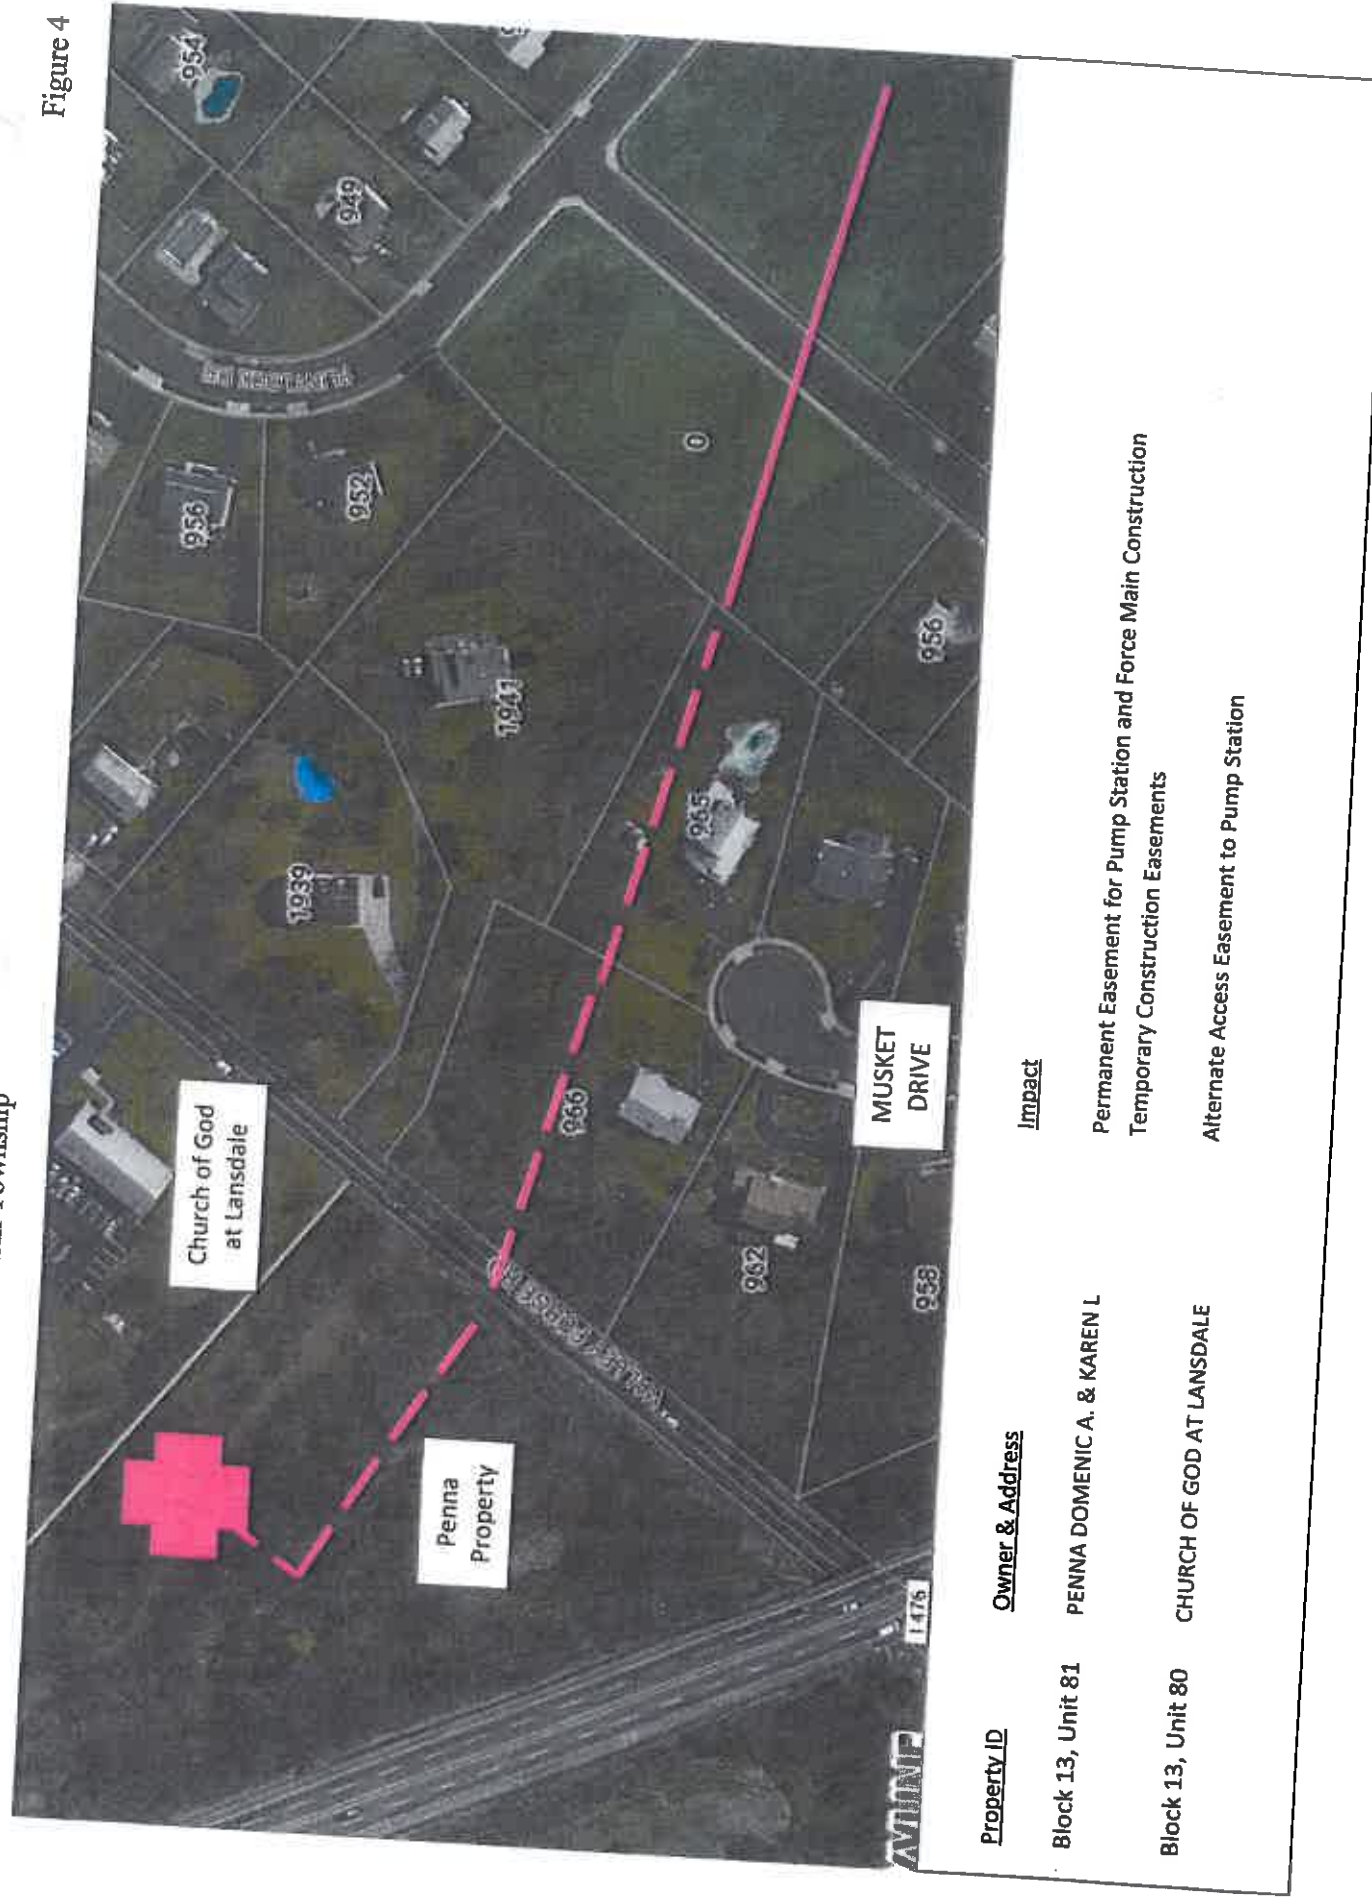 Figure 4
Township
954
949
956
952
0
1941
1939
965
956
Church of God
at Lansdale
966
962
958
MUSKET
DRIVE
Penna
Property
I 476
Property ID
Owner & Address
Impact
Block 13, Unit 81
PENNA DOMENIC A. & KAREN L
Permanent Easement for Pump Station and Force Main Construction
Temporary Construction Easements
Block 13, Unit 80
CHURCH OF GOD AT LANSDALE
Alternate Access Easement to Pump Station